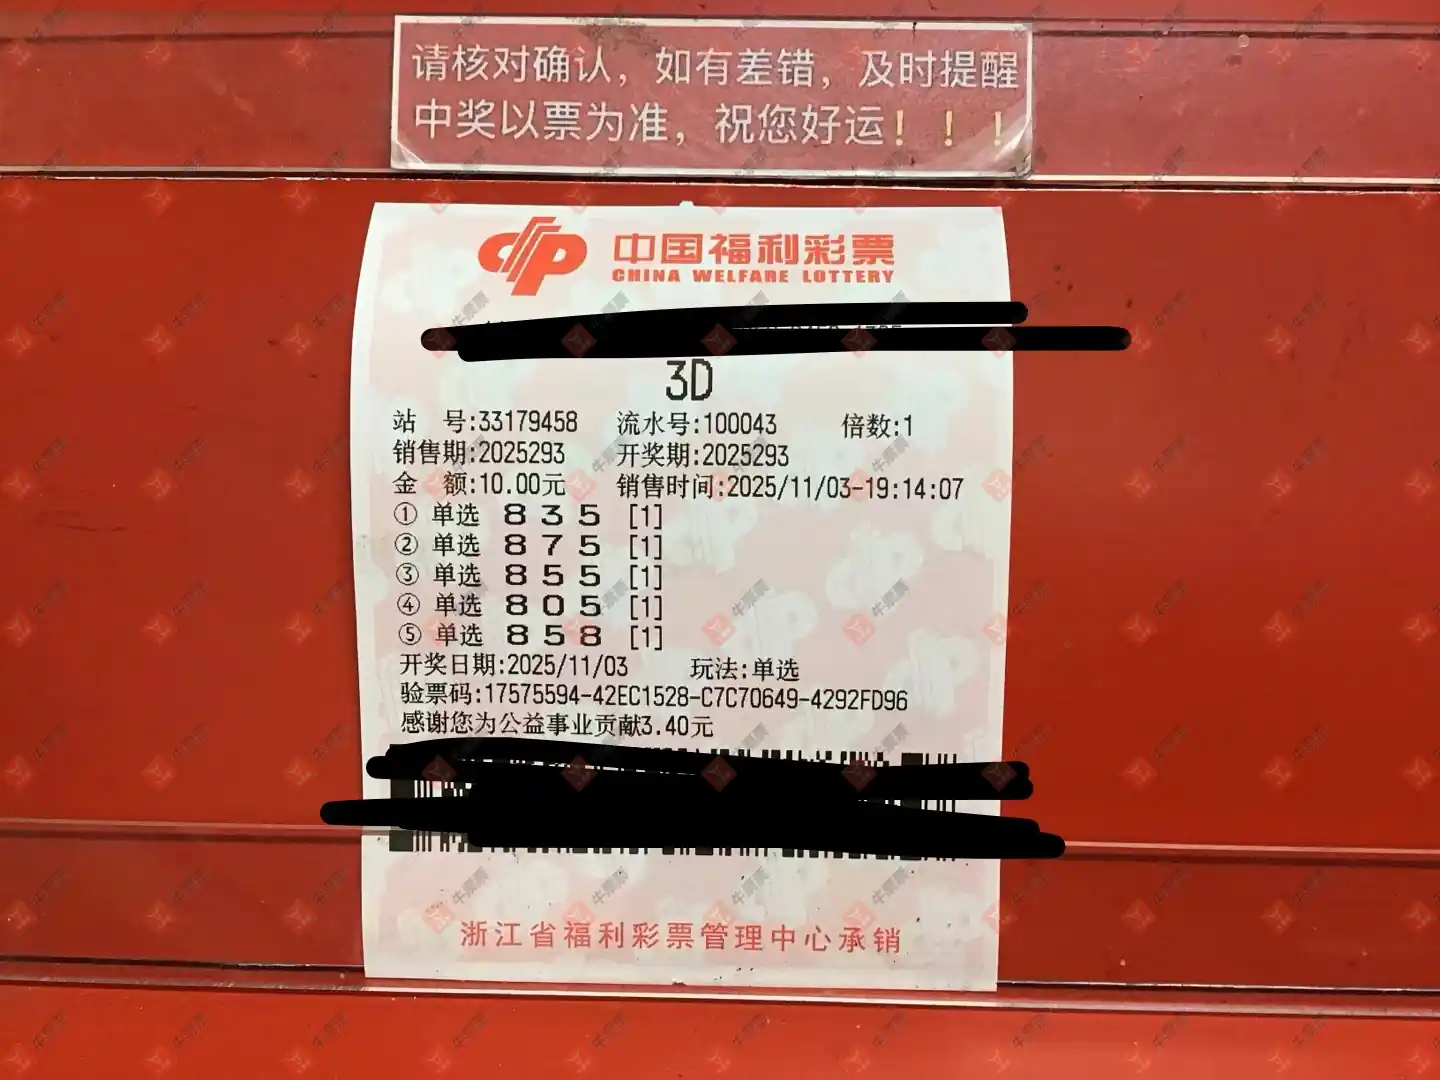 请核对确认，如有差错，及时提醒
中奖以票为准，祝您好运！！！
中国福利彩票
CHINA WELFARE LOTTERY
3D
站 号:33179458 流水号:100043 倍数:1
销售期:2025293 开奖期:2025293
金 额:10.00元 销售时间:2025/11/03-19:14:07
① 单选 8 3 5 [1]
② 单选 8 7 5 [1]
③ 单选 8 5 5 [1]
④ 单选 8 0 5 [1]
⑤ 单选 8 5 8 [1]
开奖日期:2025/11/03 玩法:单选
验票码:17575594-42EC1528-C7C70649-4292FD96
感谢您为公益事业贡献3.40元
浙江省福利彩票管理中心承销